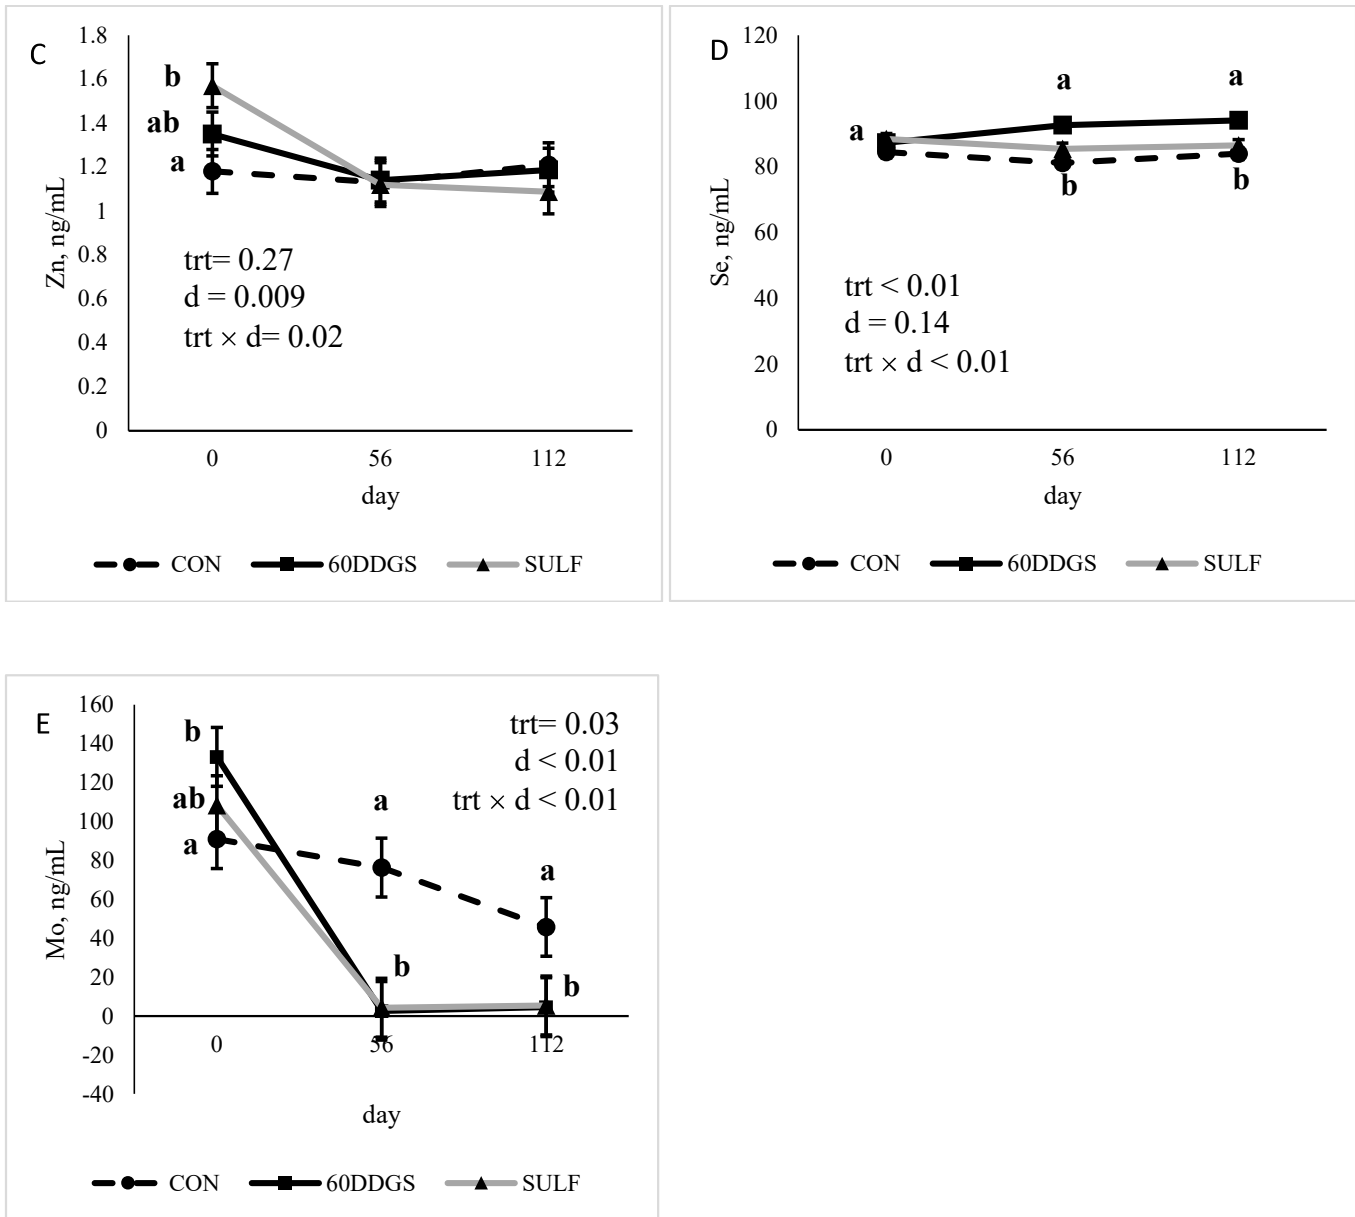 C
1.8
1.6
1.4
1.2
1
0.8
0.6
0.4
0.2
0
Zn, ng/mL
b
ab
a
trt= 0.27
d = 0.009
trt × d= 0.02
0 56 112
day
CON 60DDGS SULF
D
120
100
80
60
40
20
0
Se, ng/mL
a
a
a
b
b
trt < 0.01
d = 0.14
trt × d < 0.01
0 56 112
day
CON 60DDGS SULF
E
160
140
120
100
80
60
40
20
0
-20
-40
Mo, ng/mL
b
ab
a
a
a
b
b
trt= 0.03
d < 0.01
trt × d < 0.01
0 56 112
day
CON 60DDGS SULF